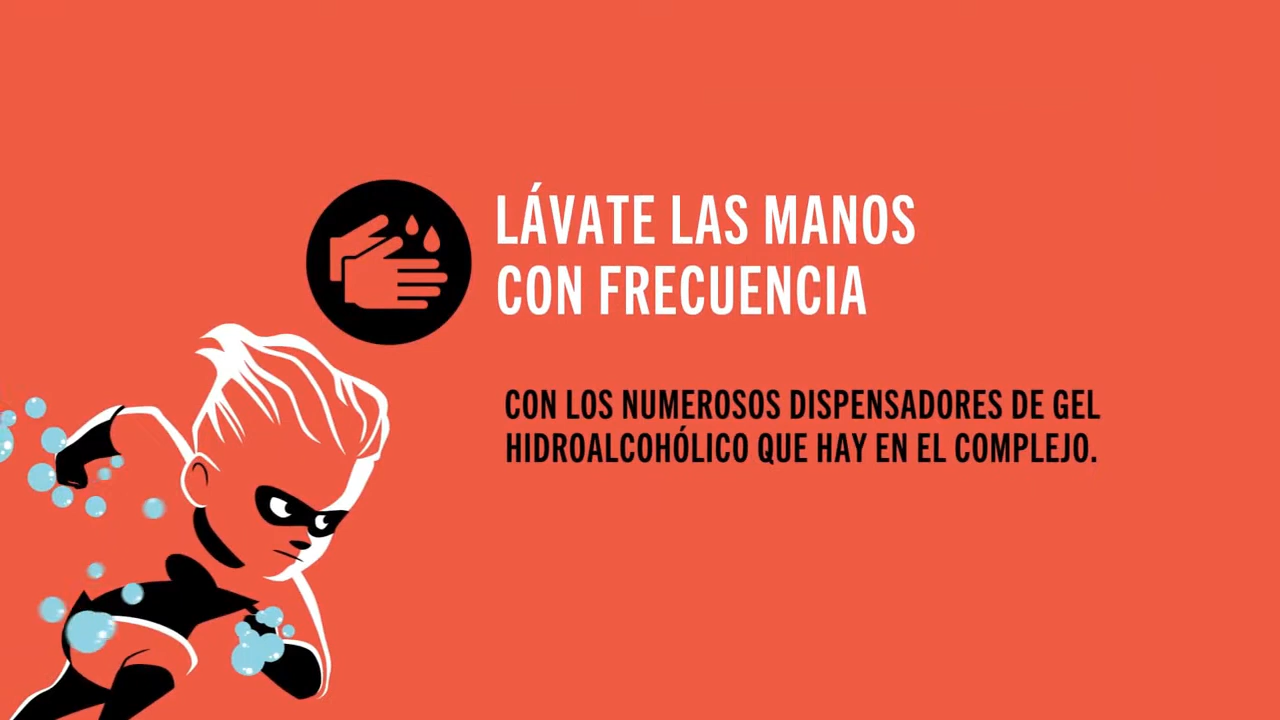 LÁVATE LAS MANOS
CON FRECUENCIA
CON LOS NUMEROSOS DISPENSADORES DE GEL
HIDROALCOHÓLICO QUE HAY EN EL COMPLEJO.